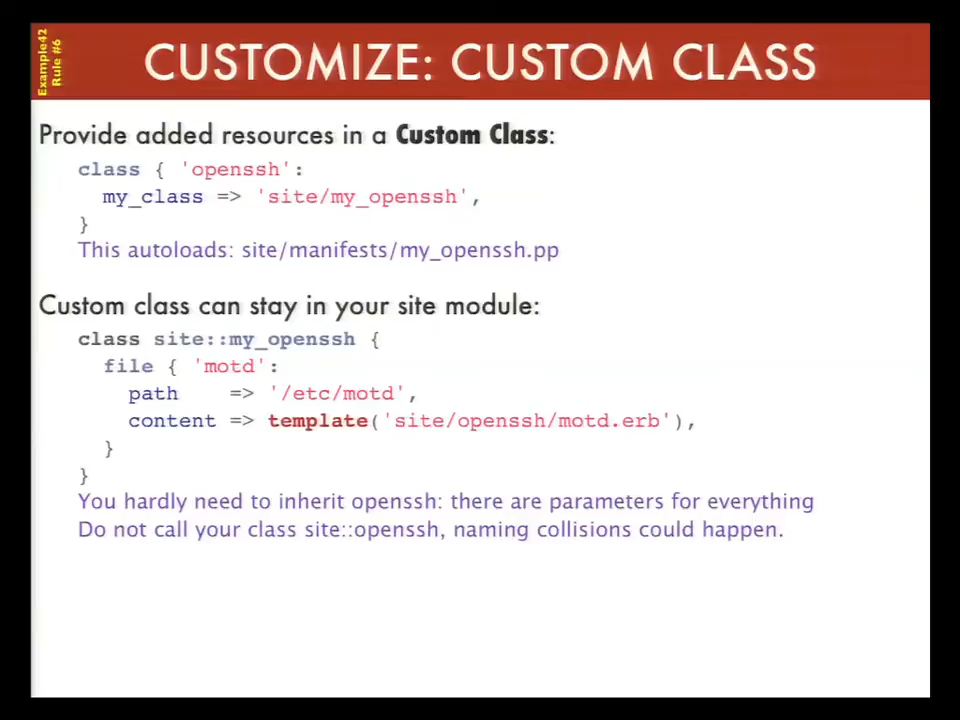 Example42
Rule #6
CUSTOMIZE: CUSTOM CLASS
Provide added resources in a Custom Class:
class { 'openssh':
  my_class => 'site/my_openssh',
}
This autoloads: site/manifests/my_openssh.pp
Custom class can stay in your site module:
class site::my_openssh {
  file { 'motd':
    path    => '/etc/motd',
    content => template('site/openssh/motd.erb'),
  }
}
You hardly need to inherit openssh: there are parameters for everything
Do not call your class site::openssh, naming collisions could happen.